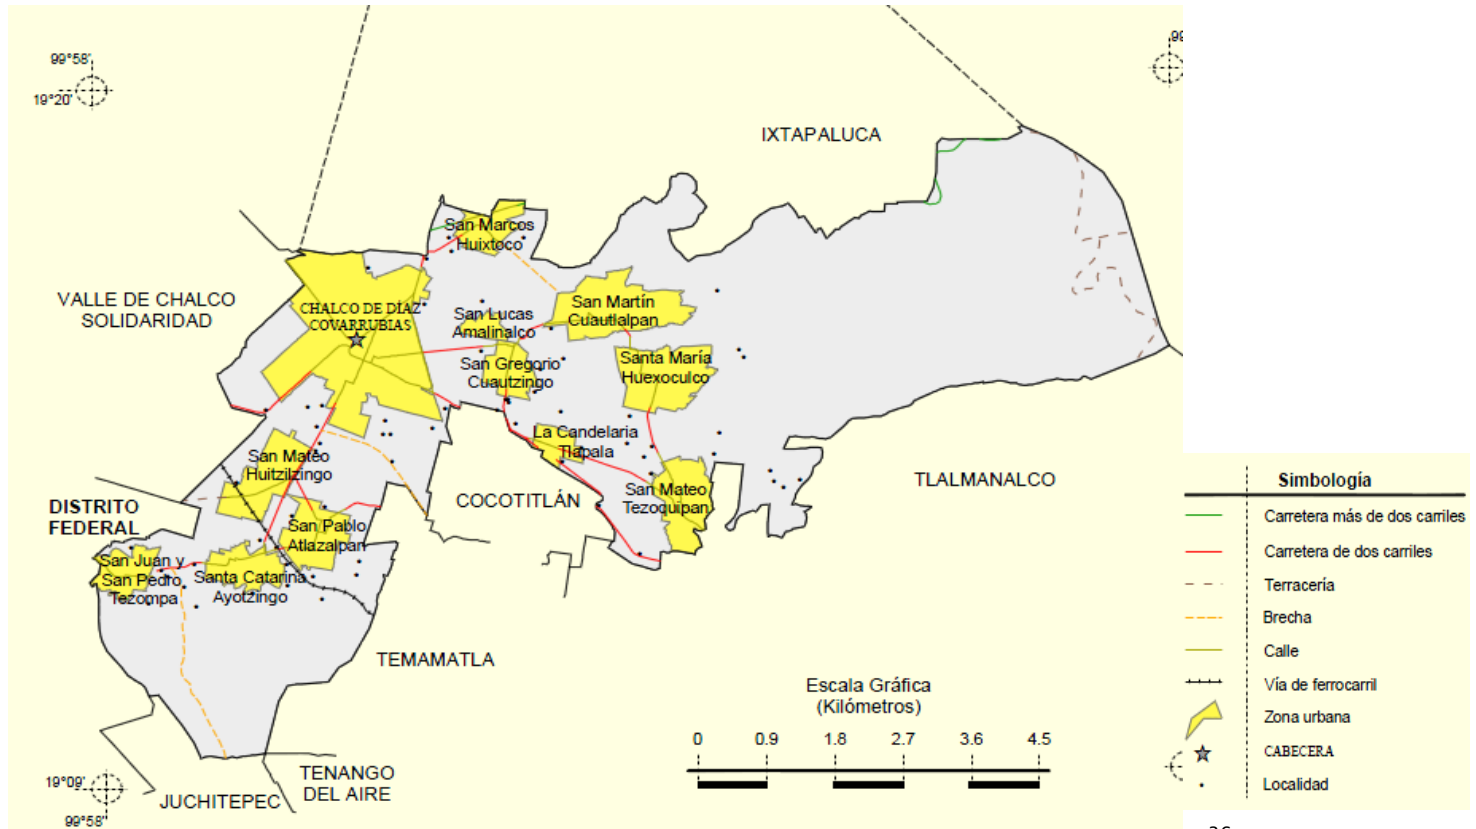 99°58'
19°20'
99
IXTAPALUCA
San Marcos
Huixtoco
VALLE DE CHALCO
SOLIDARIDAD
CHALCO DE DÍAZ
COVARRUBIAS
San Lucas
Amalinalco
San Martín
Cuautlalpan
San Gregorio
Cuautzingo
Santa María
Huexoculco
La Candelaria
Tlapala
San Mateo
Huitzilzingo
San Mateo
Tezoquipan
TLALMANALCO
COCOTITLÁN
DISTRITO
FEDERAL
San Pablo
Atlazalpan
San Juan y
San Pedro
Tezompa
Santa Catarina
Ayotzingo
TEMAMATLA
Escala Gráfica
(Kilómetros)
0 0.9 1.8 2.7 3.6 4.5
TENANGO
DEL AIRE
JUCHITEPEC
19°09'
99°58'
Simbología
Carretera más de dos carriles
Carretera de dos carriles
Terracería
Brecha
Calle
Vía de ferrocarril
Zona urbana
CABECERA
Localidad